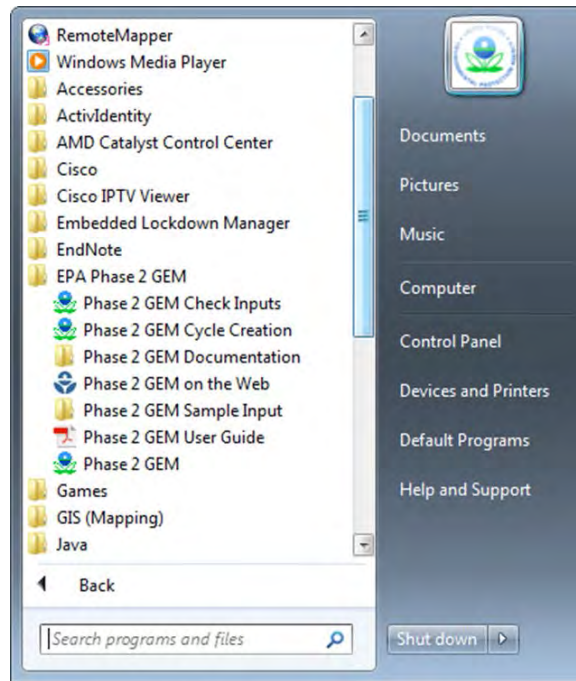 RemoteMapper
Windows Media Player
Accessories
ActivIdentity
AMD Catalyst Control Center
Cisco
Cisco IPTV Viewer
Embedded Lockdown Manager
EndNote
EPA Phase 2 GEM
Phase 2 GEM Check Inputs
Phase 2 GEM Cycle Creation
Phase 2 GEM Documentation
Phase 2 GEM on the Web
Phase 2 GEM Sample Input
Phase 2 GEM User Guide
Phase 2 GEM
Games
GIS (Mapping)
Java
Back
Search programs and files
Documents
Pictures
Music
Computer
Control Panel
Devices and Printers
Default Programs
Help and Support
Shut down